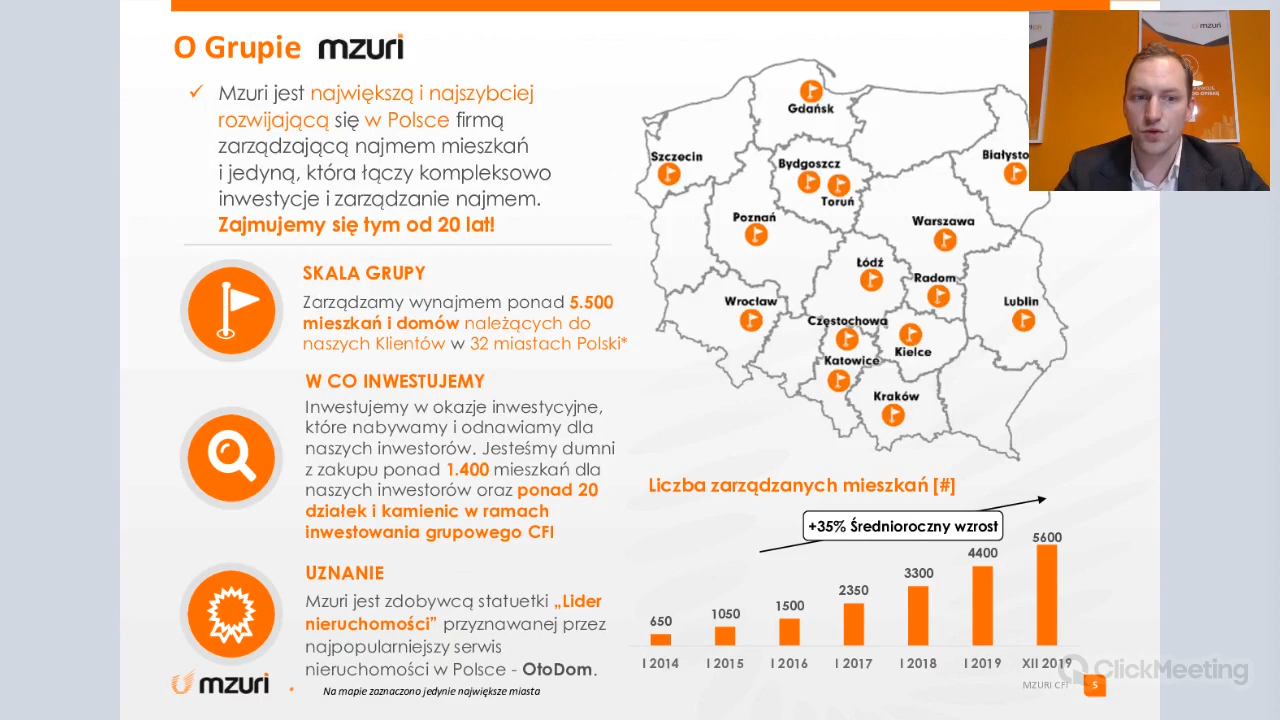 O Grupie mzuri
✓ Mzuri jest największą i najszybciej
rozwijającą się w Polsce firmą
zarządzającą najmem mieszkań
i jedyną, która łączy kompleksowo
inwestycje i zarządzanie najmem.
Zajmujemy się tym od 20 lat!
SKALA GRUPY
Zarządzamy wynajmem ponad 5.500
mieszkań i domów należących do
naszych Klientów w 32 miastach Polski*
W CO INWESTUJEMY
Inwestujemy w okazje inwestycyjne,
które nabywamy i odnawiamy dla
naszych inwestorów. Jesteśmy dumni
z zakupu ponad 1.400 mieszkań dla
naszych inwestorów oraz ponad 20
działek i kamienic w ramach
inwestowania grupowego CFI
UZNANIE
Mzuri jest zdobywcą statuetki „Lider
nieruchomości” przyznawanej przez
najpopularniejszy serwis
nieruchomości w Polsce - OtoDom.
mzuri
Na mapie zaznaczono jedynie największe miasta
Gdańsk
Szczecin
Bydgoszcz
Białysto
Toruń
Poznań
Warszawa
Łódź
Radom
Wrocław
Lublin
Częstochowa
Kielce
Katowice
Kraków
mzuri
Liczba zarządzanych mieszkań [#]
+35% Średnioroczny wzrost
650 1050 1500 2350 3300 4400 5600
I 2014 I 2015 I 2016 I 2017 I 2018 I 2019 XII 2019
MZURI CFI 5
ClickMeeting